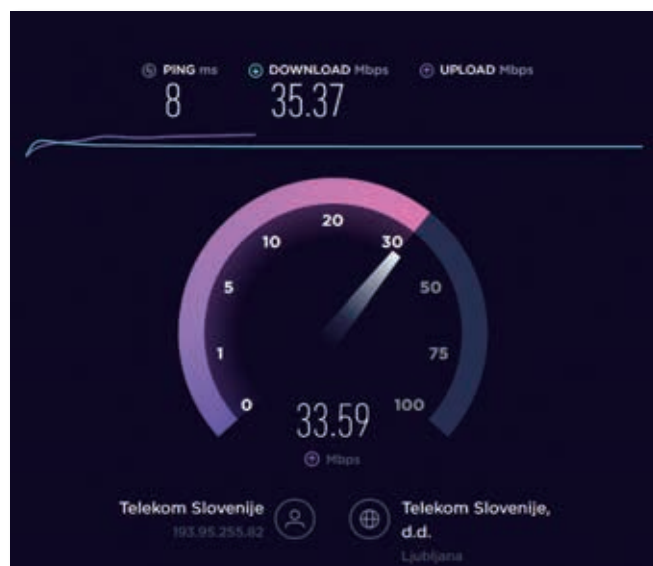 PING ms DOWNLOAD Mbps UPLOAD Mbps
8 35.37
0
1
5
10
20
30
50
75
100
33.59
Mbps
Telekom Slovenije
193.95.255.82
Telekom Slovenije,
d.d.
Ljubljana